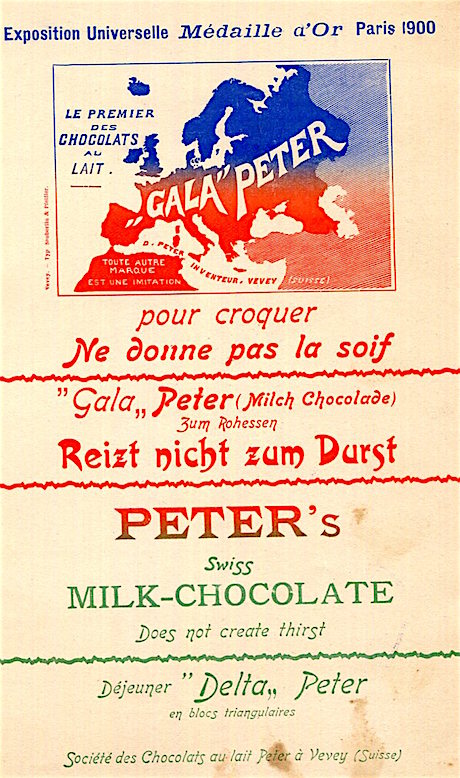 Exposition Universelle Médaille d'Or Paris 1900
LE PREMIER
DES
CHOCOLATS
AU
LAIT.
"GALA" PETER
D. PETER INVENTEUR, VEVEY (SUISSE)
TOUTE AUTRE
MARQUE
EST UNE IMITATION
pour croquer
Ne donne pas la soif
"Gala„ Peter (Milch Chocolade)
Zum Rohessen
Reizt nicht zum Durst
PETER's
Swiss
MILK-CHOCOLATE
Does not create thirst
Déjeuner "Delta„ Peter
en blocs triangulaires
Société des Chocolats au lait Peter à Vevey (Suisse)